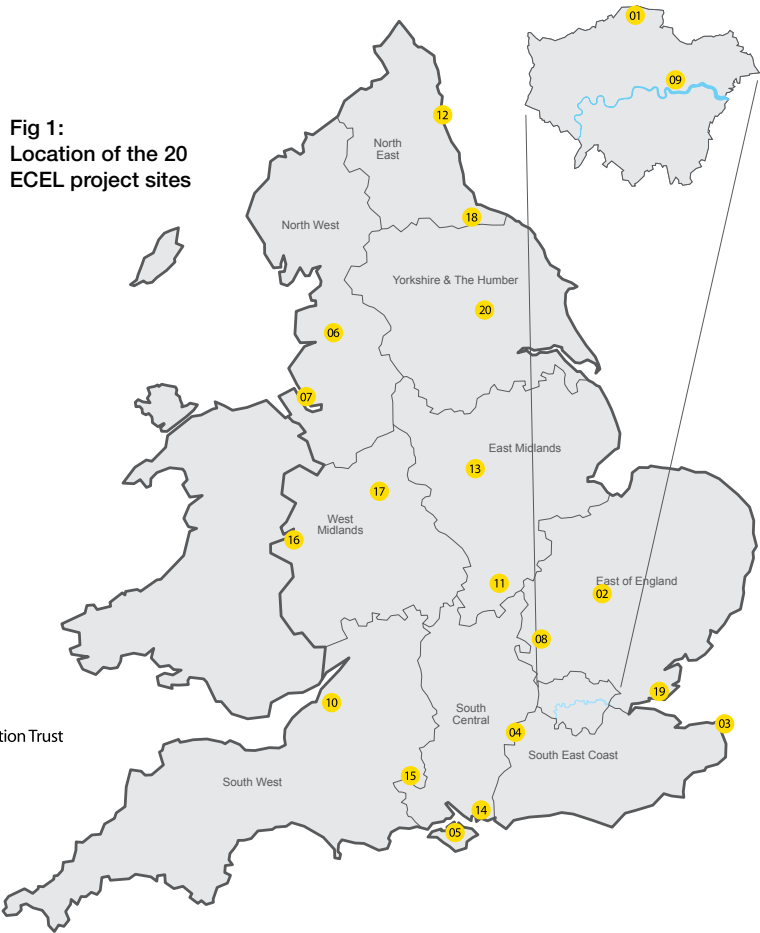 Fig 1:
Location of the 20
ECEL project sites
01
09
12
North
East
18
North West
Yorkshire & The Humber
20
06
07
East Midlands
13
17
West
Midlands
16
11
East of England
02
08
19
10
South
Central
03
04
tion Trust
South East Coast
15
South West
14
05